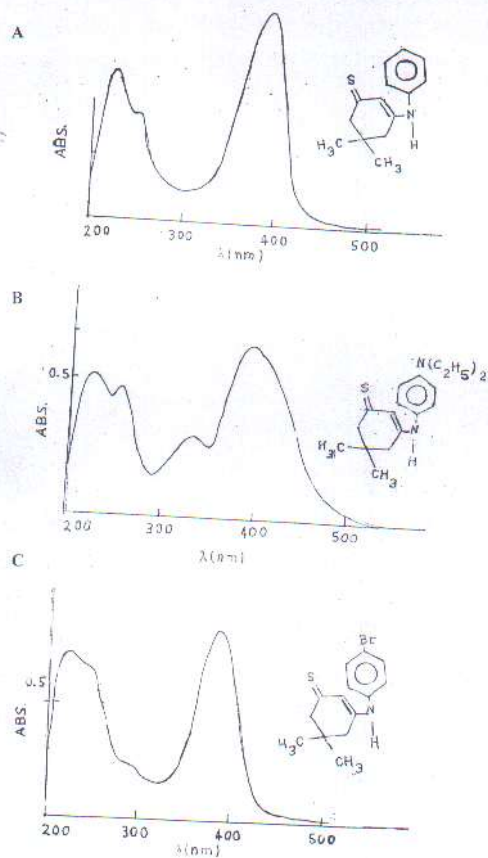 A
S
N
H
H₃C
CH₃
ABS.
200 300 400 500
λ(nm)
B
N(C₂H₅)₂
S
0.5
N
H
H₃C
CH₃
ABS.
200 300 400 500
λ(nm)
C
Br
S
0.5
N
H
H₃C
CH₃
ABS.
200 300 400 500
λ(nm)